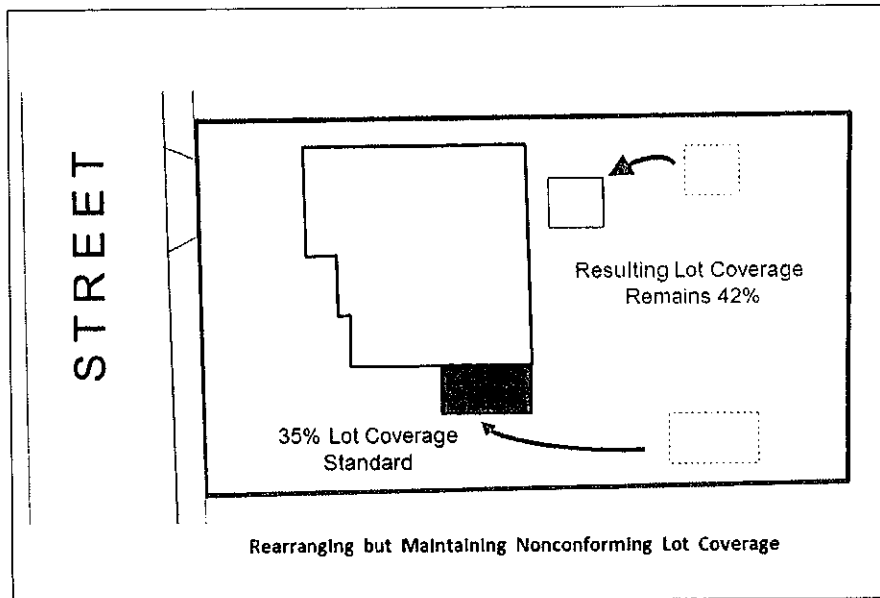 STREET
Resulting Lot Coverage
Remains 42%
35% Lot Coverage
Standard
Rearranging but Maintaining Nonconforming Lot Coverage